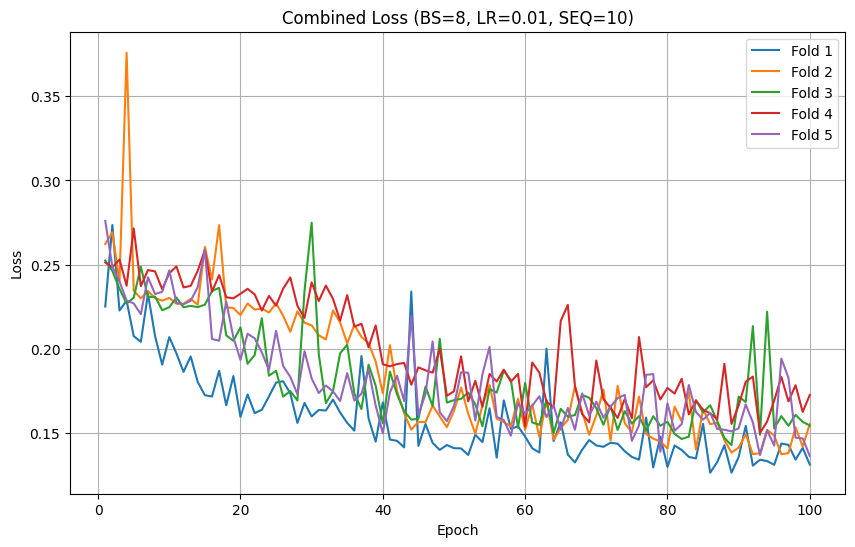 Combined Loss (BS=8, LR=0.01, SEQ=10)
Fold 1
Fold 2
Fold 3
Fold 4
Fold 5
0.35
0.30
0.25
0.20
0.15
Loss
0
20
40
60
80
100
Epoch